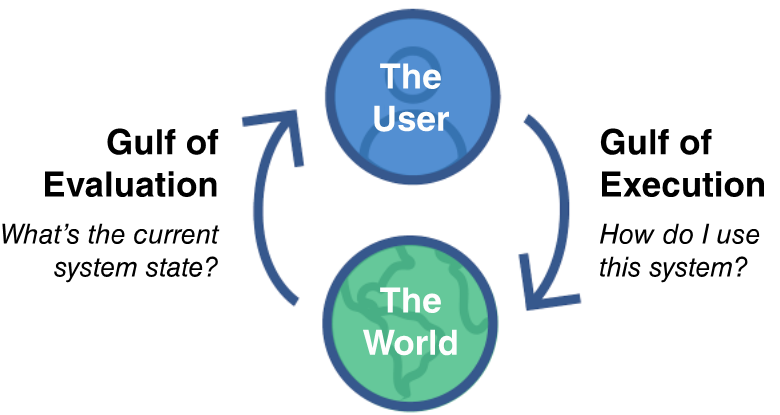 The
User
Gulf of
Evaluation
What's the current
system state?
Gulf of
Execution
How do I use
this system?
The
World